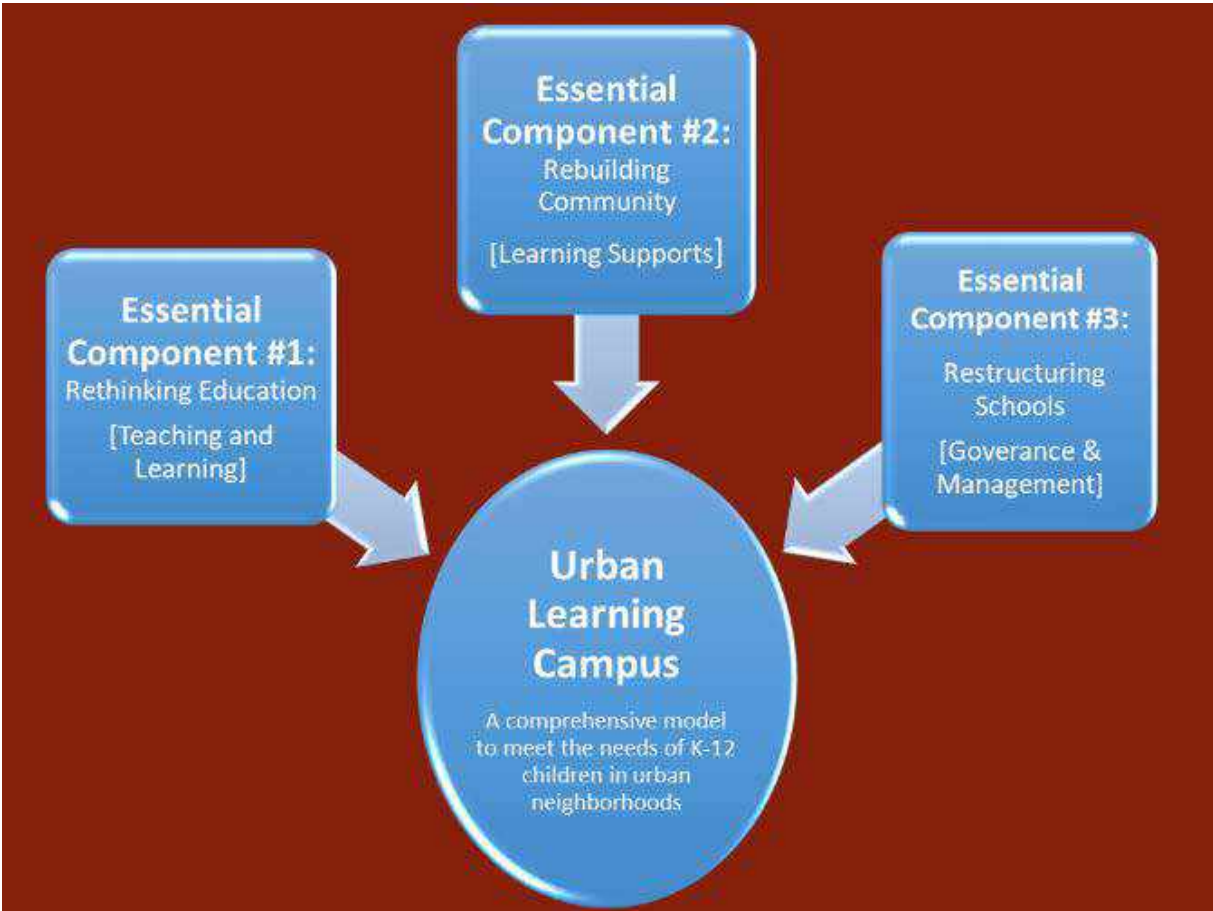 Essential
Component #1:
Rethinking Education
[Teaching and
Learning]
Essential
Component #2:
Rebuilding
Community
[Learning Supports]
Essential
Component #3:
Restructuring
Schools
[Goverance &
Management]
Urban
Learning
Campus
A comprehensive model
to meet the needs of K-12
children in urban
neighborhoods